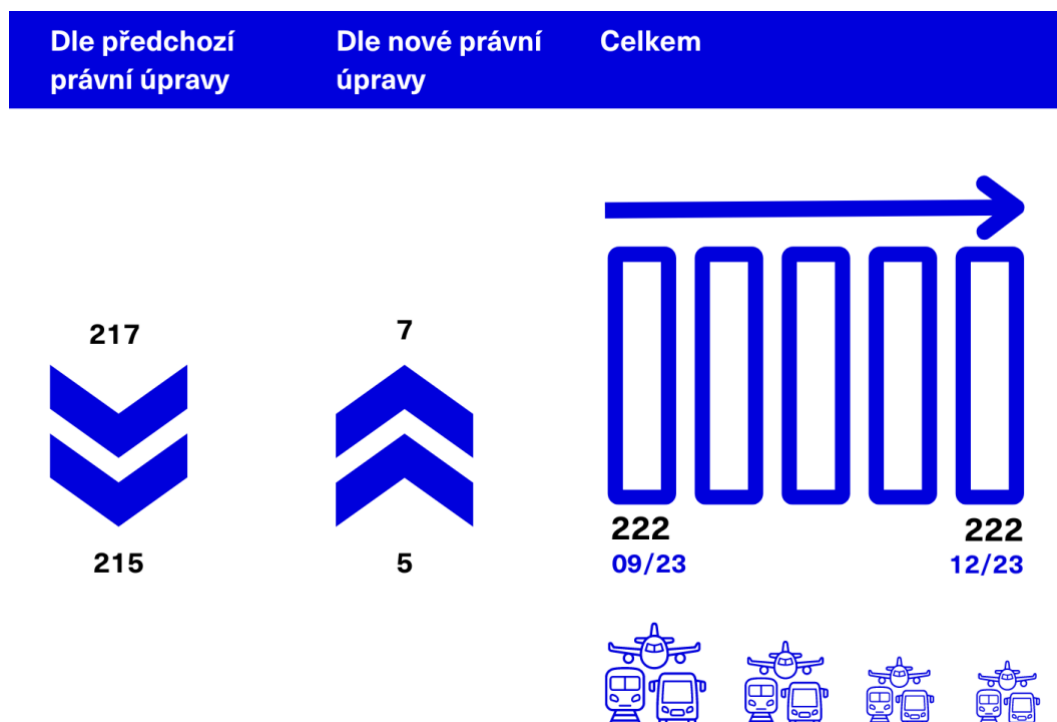 Dle předchozí
právní úpravy
Dle nové právní
úpravy
Celkem
217
215
7
5
222
09/23
222
12/23